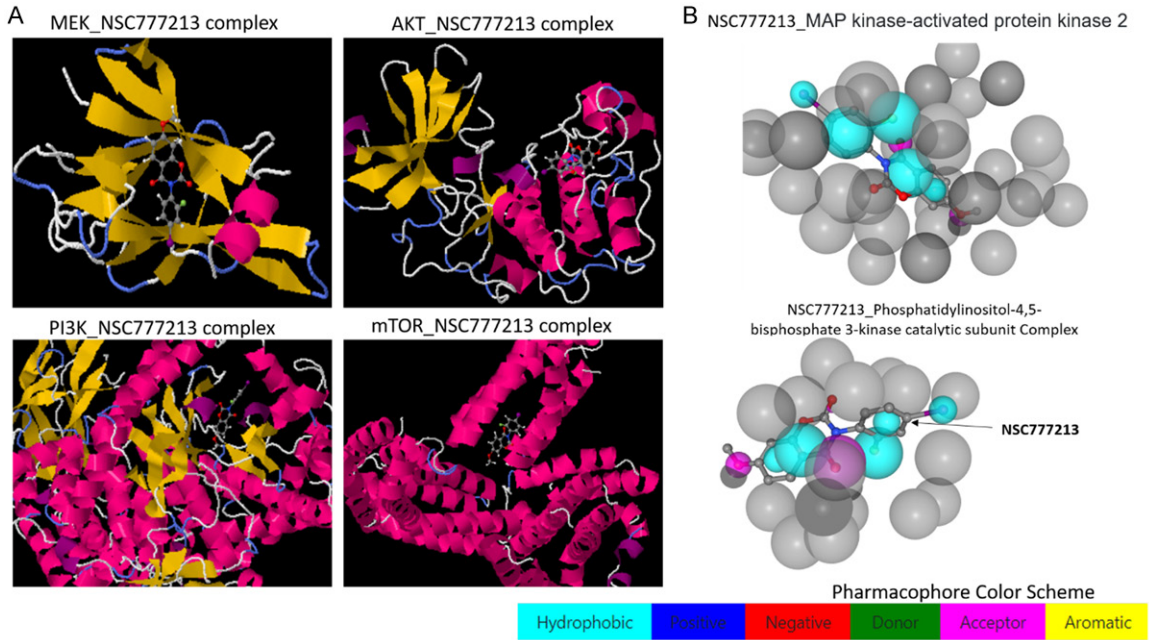 A
MEK_NSC777213 complex
AKT_NSC777213 complex
PI3K_NSC777213 complex
mTOR_NSC777213 complex
B
NSC777213_MAP kinase-activated protein kinase 2
NSC777213_Phosphatidylinositol-4,5-
bisphosphate 3-kinase catalytic subunit Complex
NSC777213
Pharmacophore Color Scheme
Hydrophobic Positive Negative Donor Acceptor Aromatic